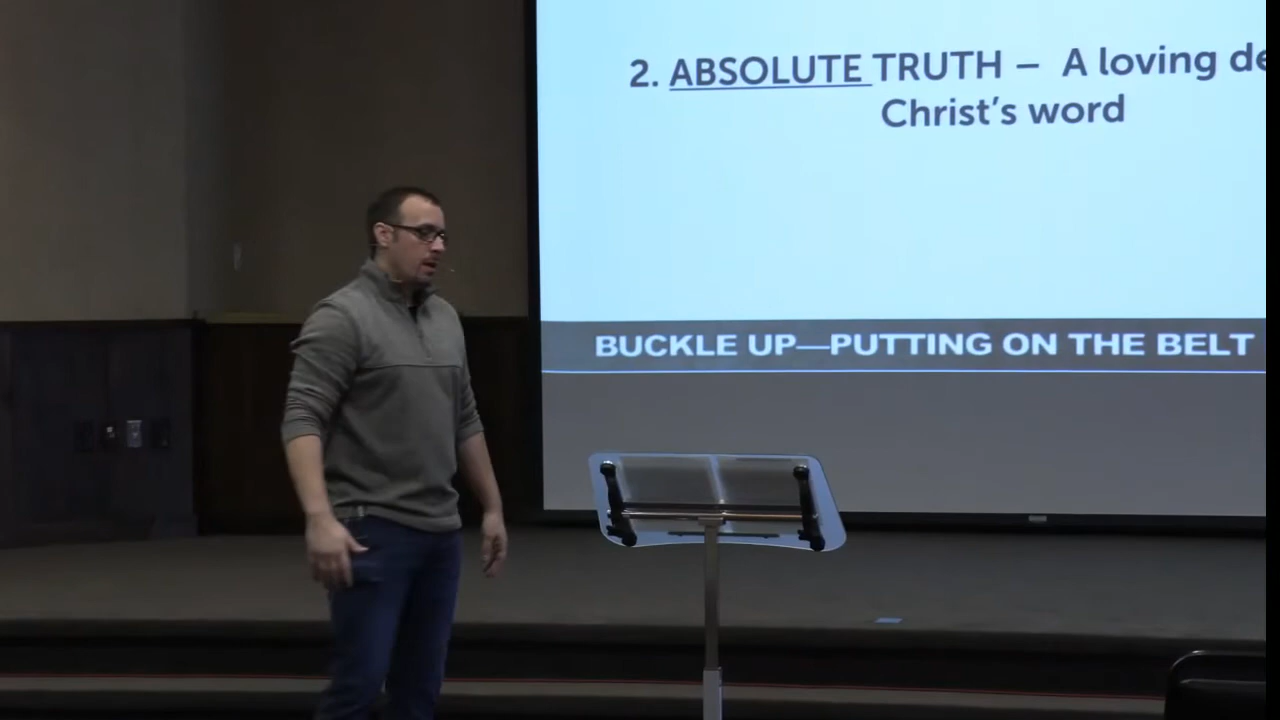 2. ABSOLUTE TRUTH – A loving
Christ's word
BUCKLE UP—PUTTING ON THE BELT